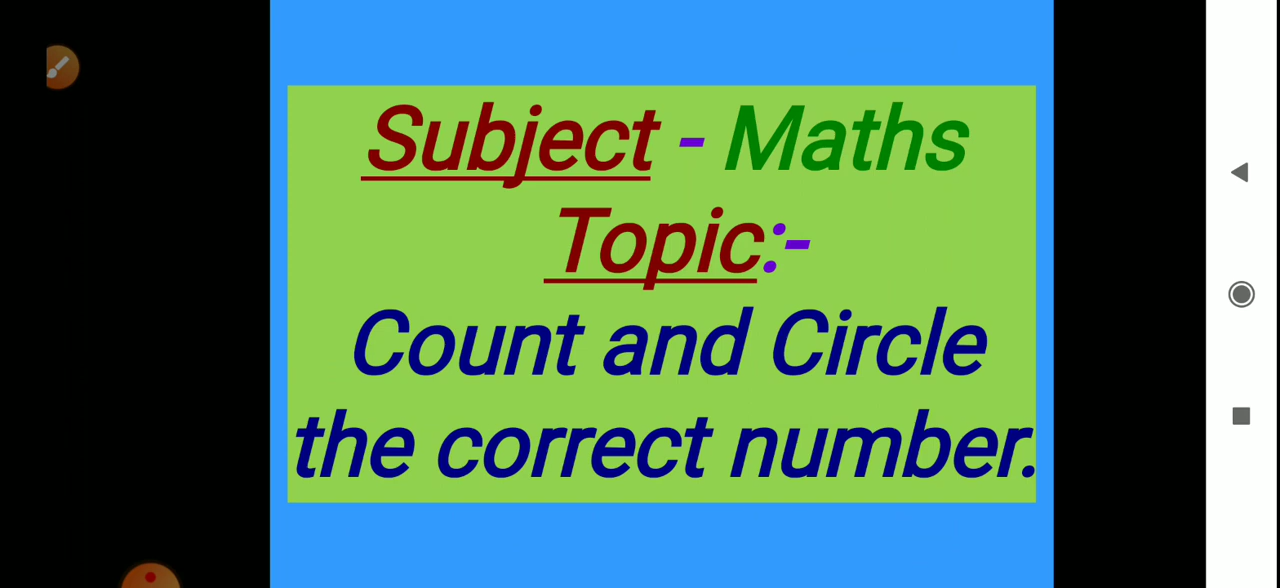 Subject - Maths
Topic:-
Count and Circle
the correct number.